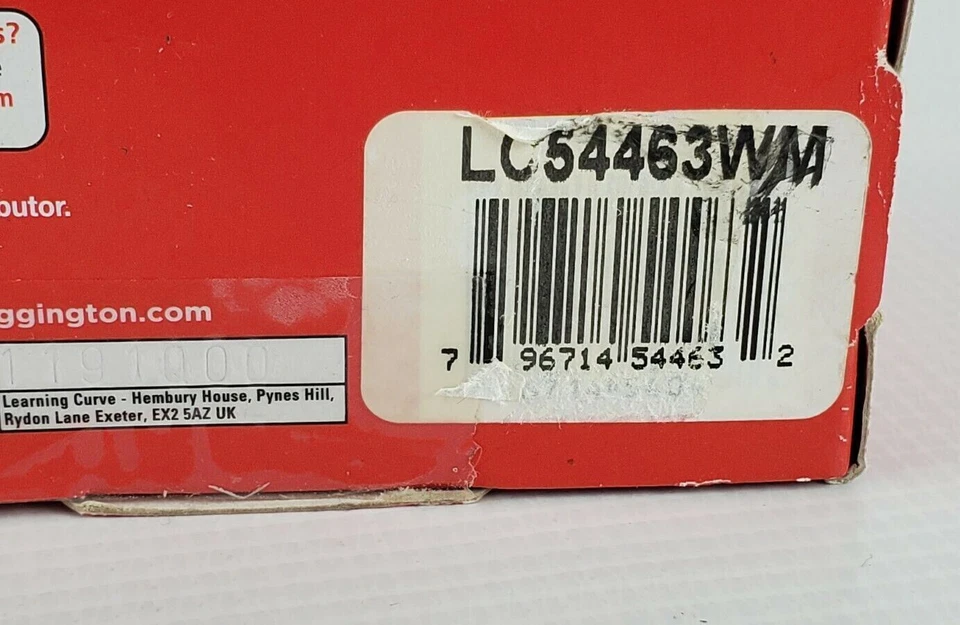 s?
e
m
LC54463WM
butor.
ggington.com
7 96714 54463 2
1191000
Learning Curve - Hembury House, Pynes Hill,
Rydon Lane Exeter, EX2 5AZ UK